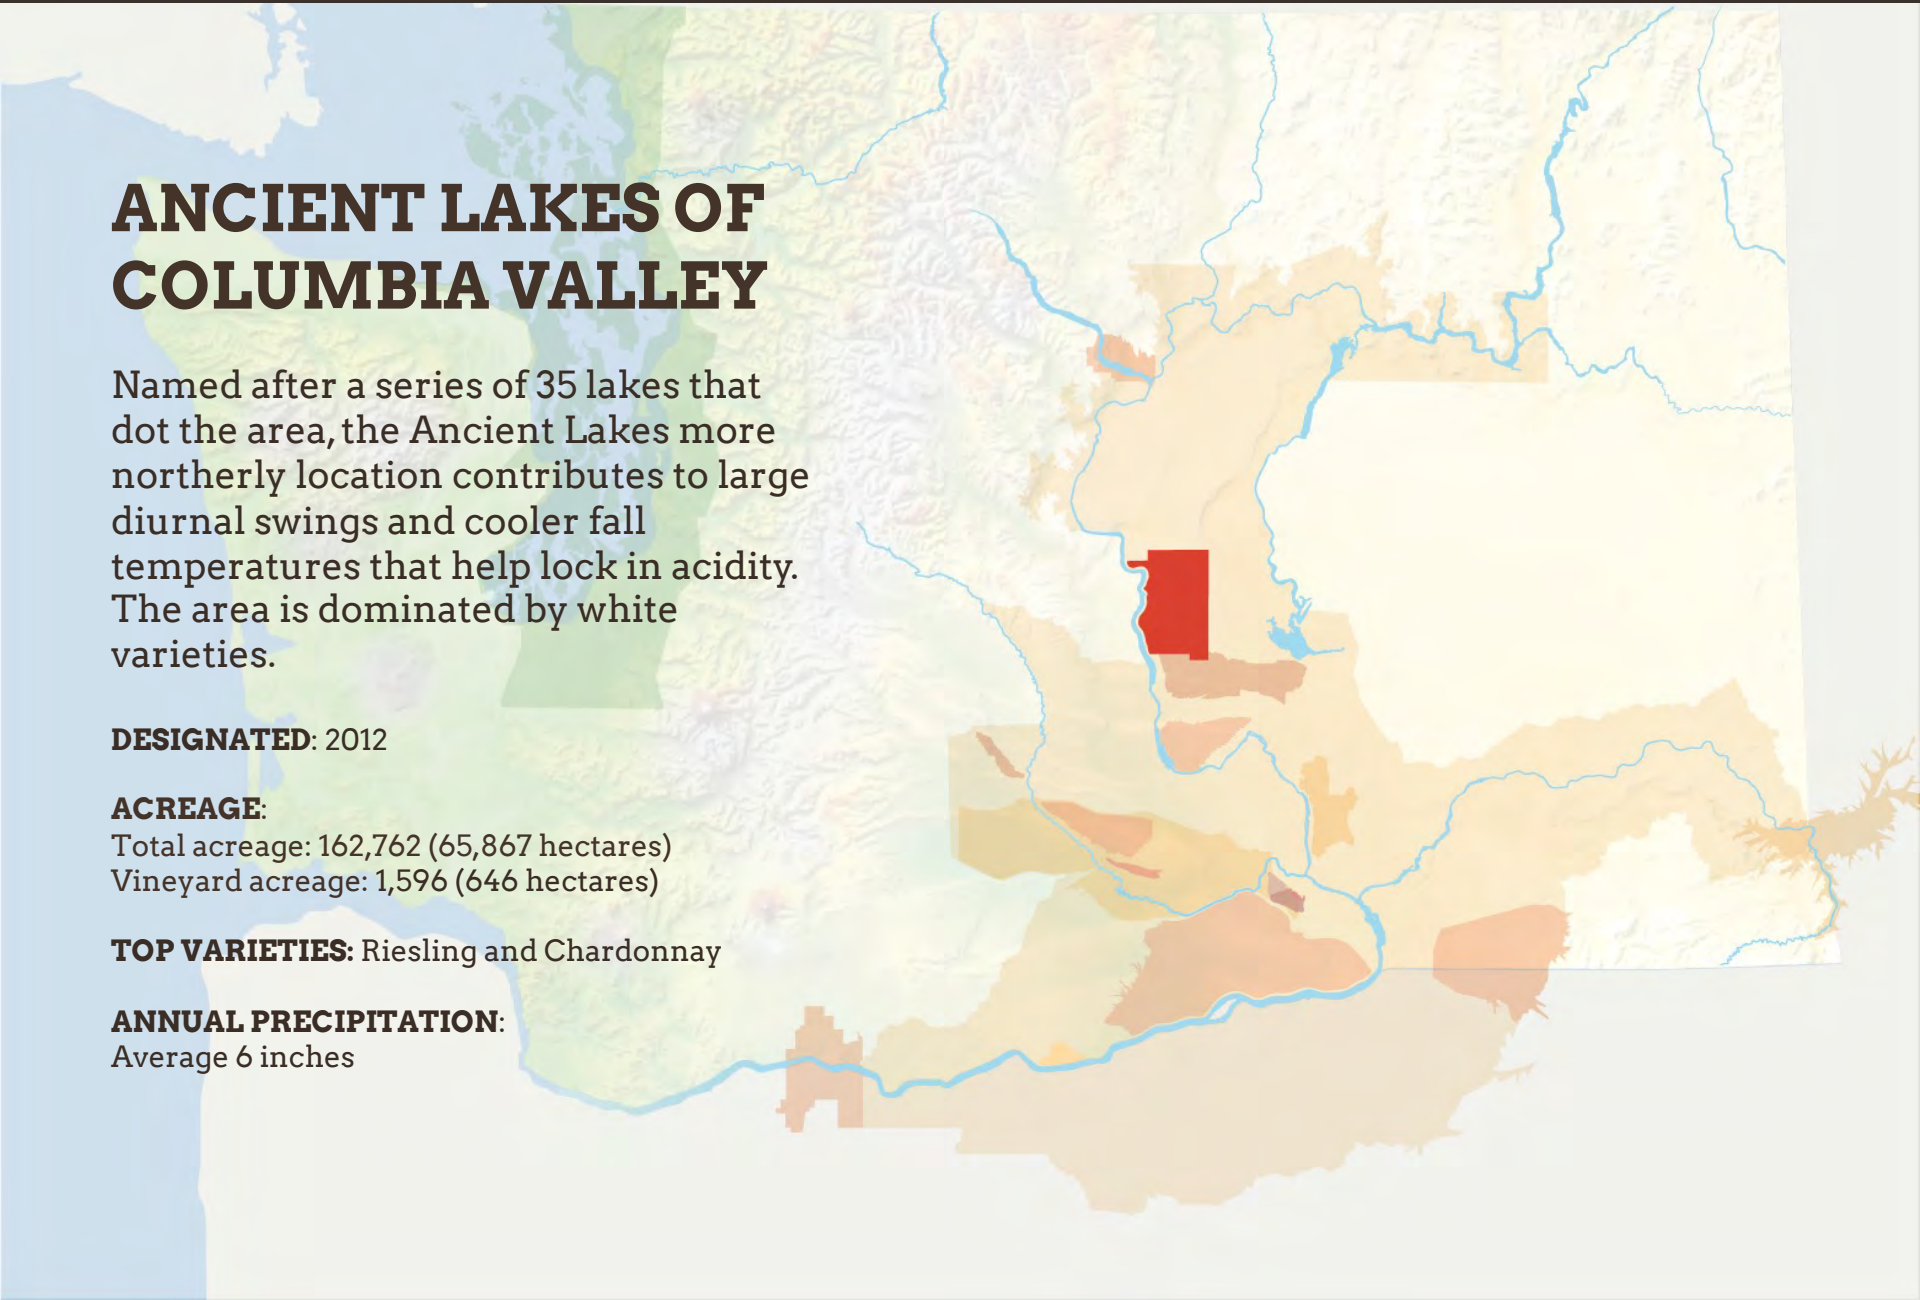 ANCIENT LAKES OF
COLUMBIA VALLEY
Named after a series of 35 lakes that
dot the area, the Ancient Lakes more
northerly location contributes to large
diurnal swings and cooler fall
temperatures that help lock in acidity.
The area is dominated by white
varieties.
DESIGNATED: 2012
ACREAGE:
Total acreage: 162,762 (65,867 hectares)
Vineyard acreage: 1,596 (646 hectares)
TOP VARIETIES: Riesling and Chardonnay
ANNUAL PRECIPITATION:
Average 6 inches